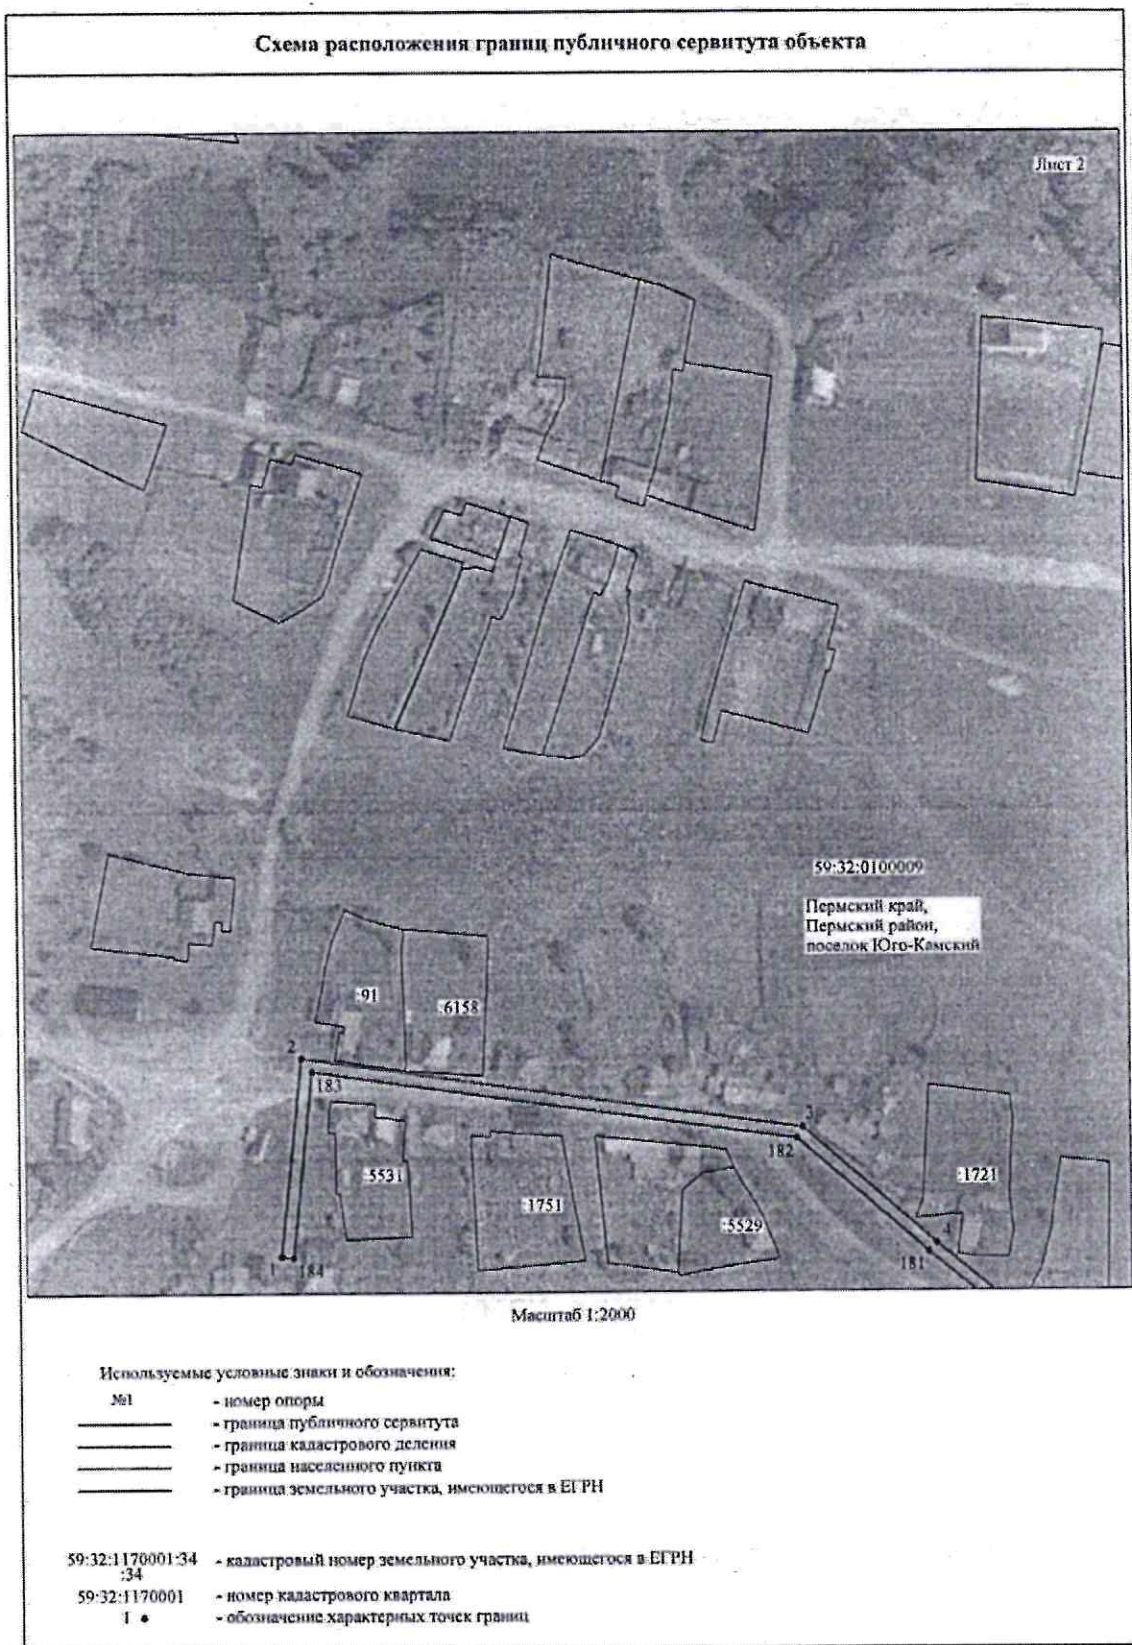 Схема расположения границ публичного сервитута объекта
Лист 2
59:32:0100009
Пермский край,
Пермский район,
поселок Юго-Камский
:91
:6158
2
183
3
182
:5531
:1751
:5529
:1721
4
181
1
184
Масштаб 1:2000
Используемые условные знаки и обозначения:
№1 - номер опоры
- граница публичного сервитута
- граница кадастрового деления
- граница населенного пункта
- граница земельного участка, имеющегося в ЕГРН
59:32:1170001:34 - кадастровый номер земельного участка, имеющегося в ЕГРН
:34
59:32:1170001 - номер кадастрового квартала
1 ● - обозначение характерных точек границ